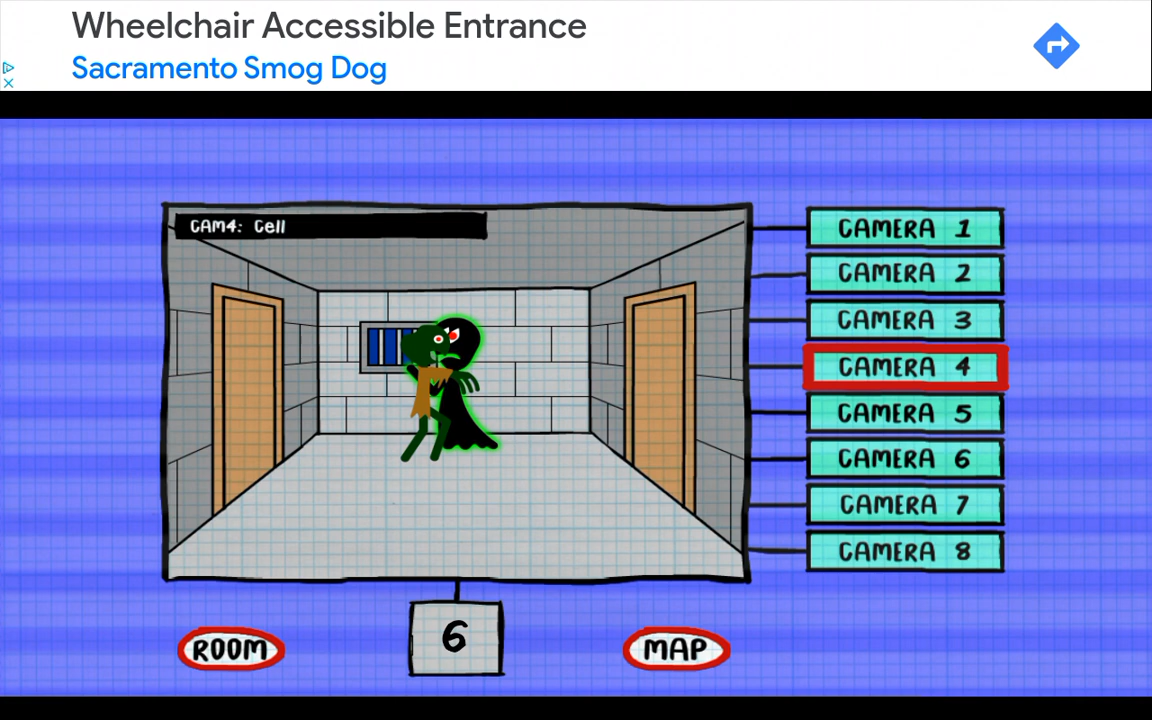 Wheelchair Accessible Entrance
Sacramento Smog Dog
CAM4: Cell
CAMERA 1
CAMERA 2
CAMERA 3
CAMERA 4
CAMERA 5
CAMERA 6
CAMERA 7
CAMERA 8
6
ROOM
MAP